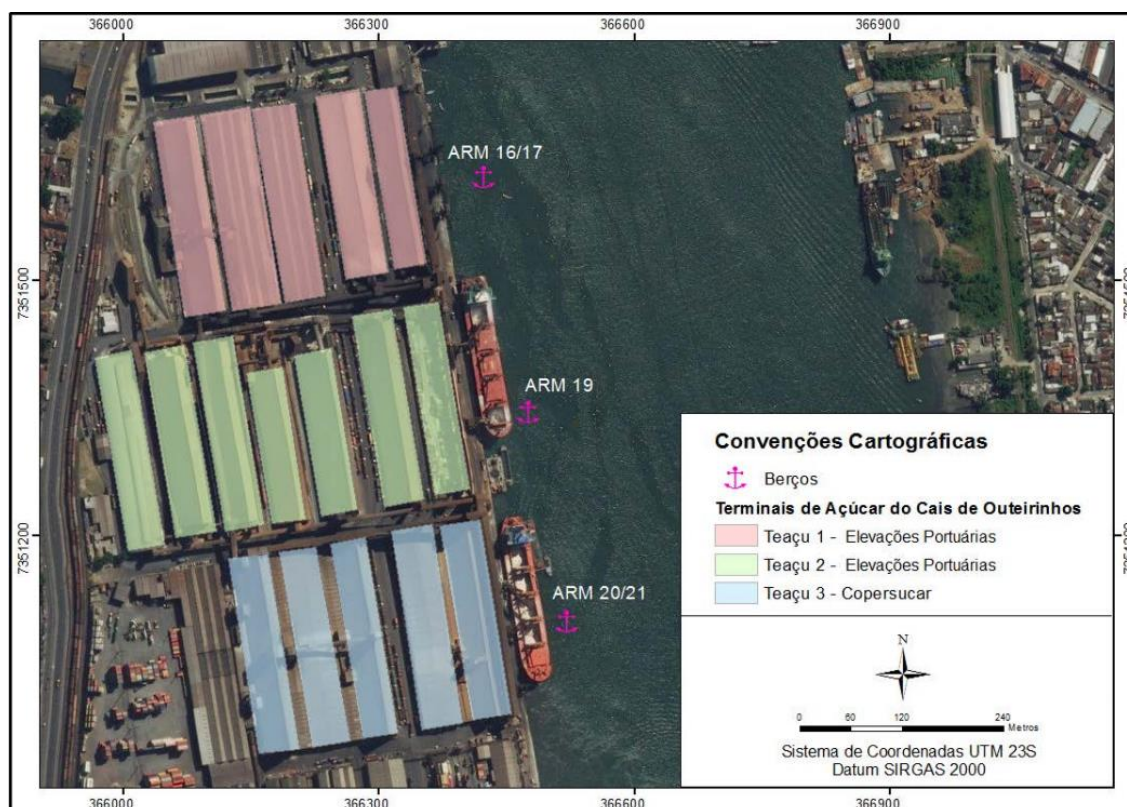 366000 366300 366600 366900
ARM 16/17
7351500 7351500
ARM 19
Convenções Cartográficas
Berços
Terminais de Açúcar do Cais de Outeirinhos
Teaçu 1 - Elevações Portuárias
7351200 7351200
Teaçu 2 - Elevações Portuárias
Teaçu 3 - Copersucar
ARM 20/21
N
0 60 120 240
Metros
Sistema de Coordenadas UTM 23S
Datum SIRGAS 2000
366000 366300 366600 366900